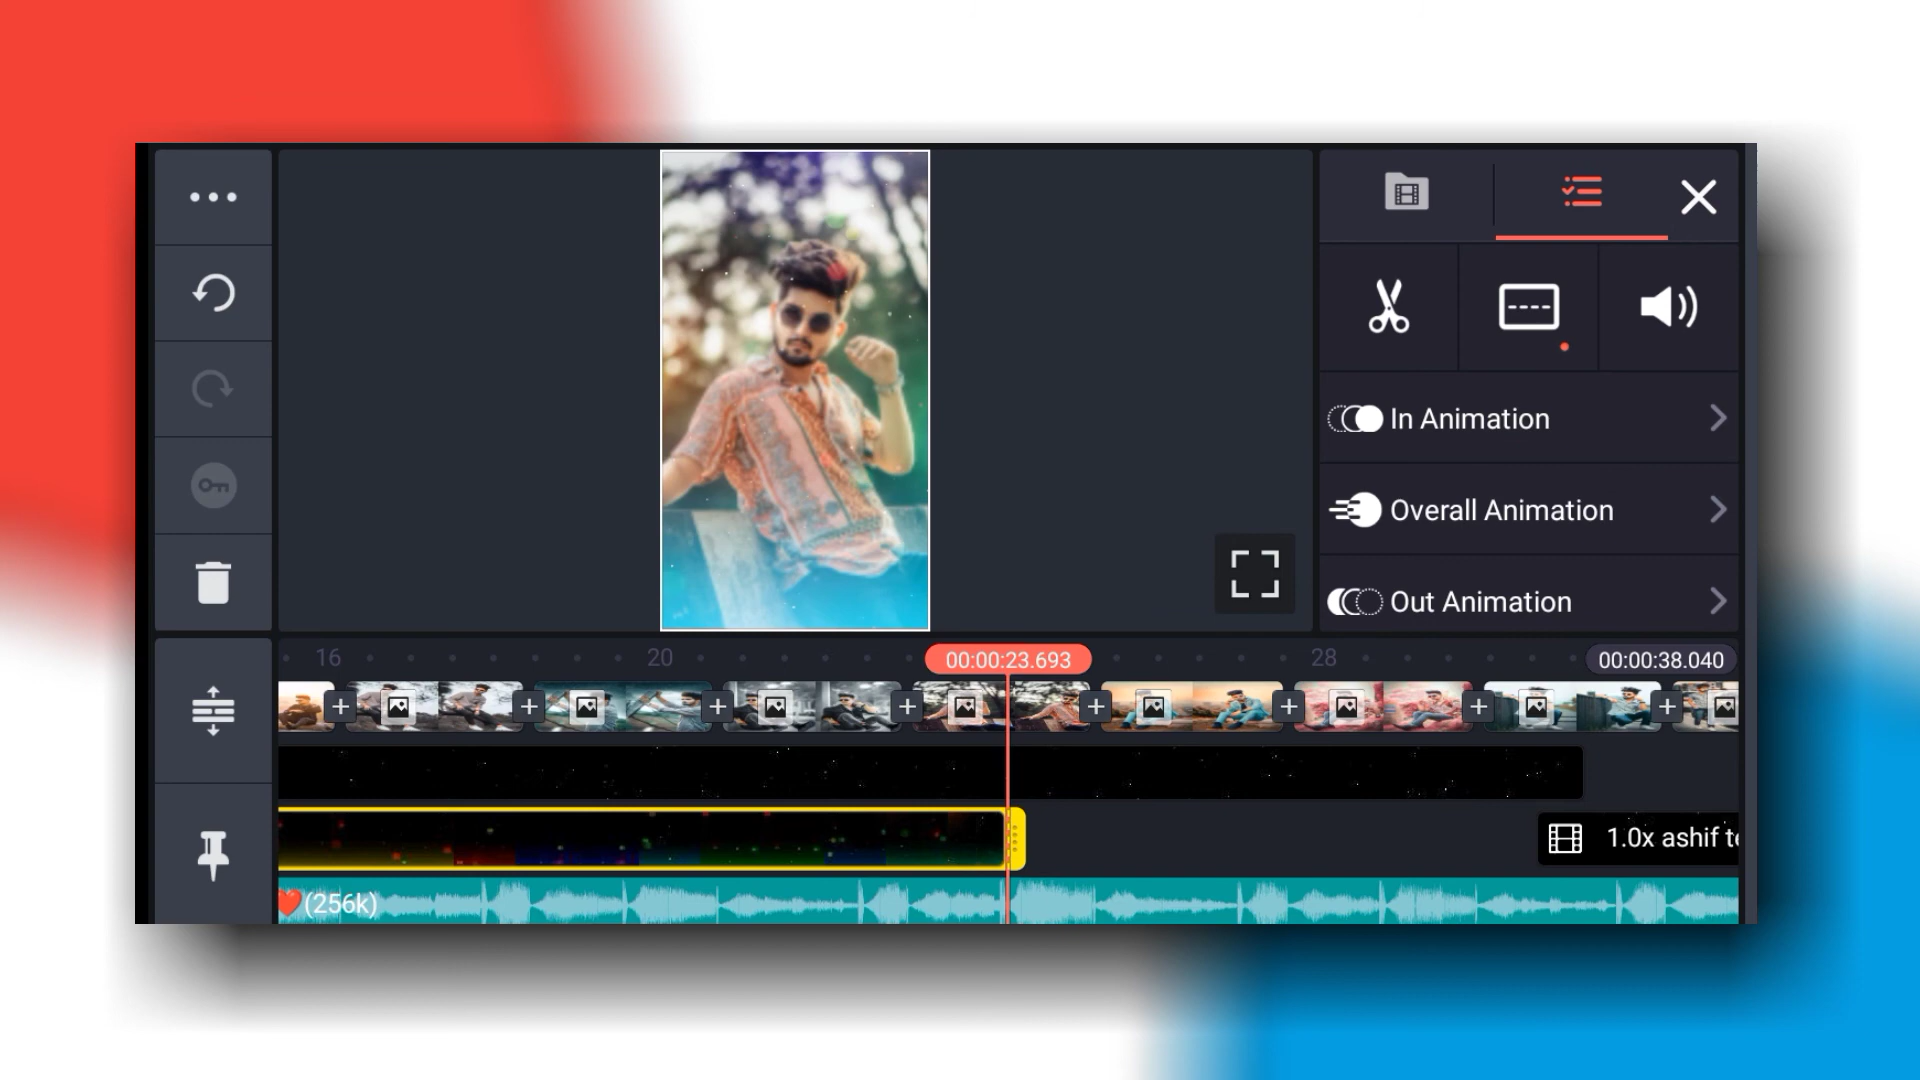 In Animation
Overall Animation
Out Animation
16
20
00:00:23.693
28
00:00:38.040
1.0x ashif te
❤️(256k)